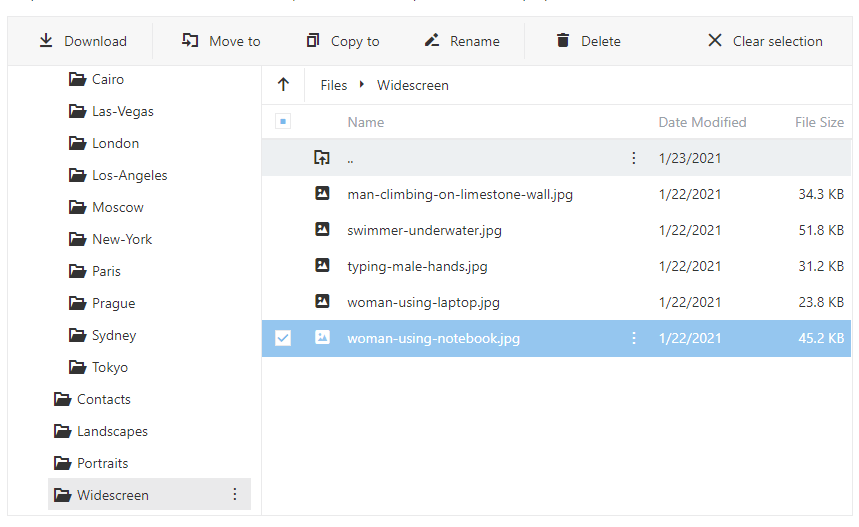 Download Move to Copy to Rename Delete Clear selection
Cairo
Las-Vegas
London
Los-Angeles
Moscow
New-York
Paris
Prague
Sydney
Tokyo
Contacts
Landscapes
Portraits
Widescreen
Files Widescreen
Name Date Modified File Size
.. 1/23/2021
man-climbing-on-limestone-wall.jpg 1/22/2021 34.3 KB
swimmer-underwater.jpg 1/22/2021 51.8 KB
typing-male-hands.jpg 1/22/2021 31.2 KB
woman-using-laptop.jpg 1/22/2021 23.8 KB
woman-using-notebook.jpg 1/22/2021 45.2 KB